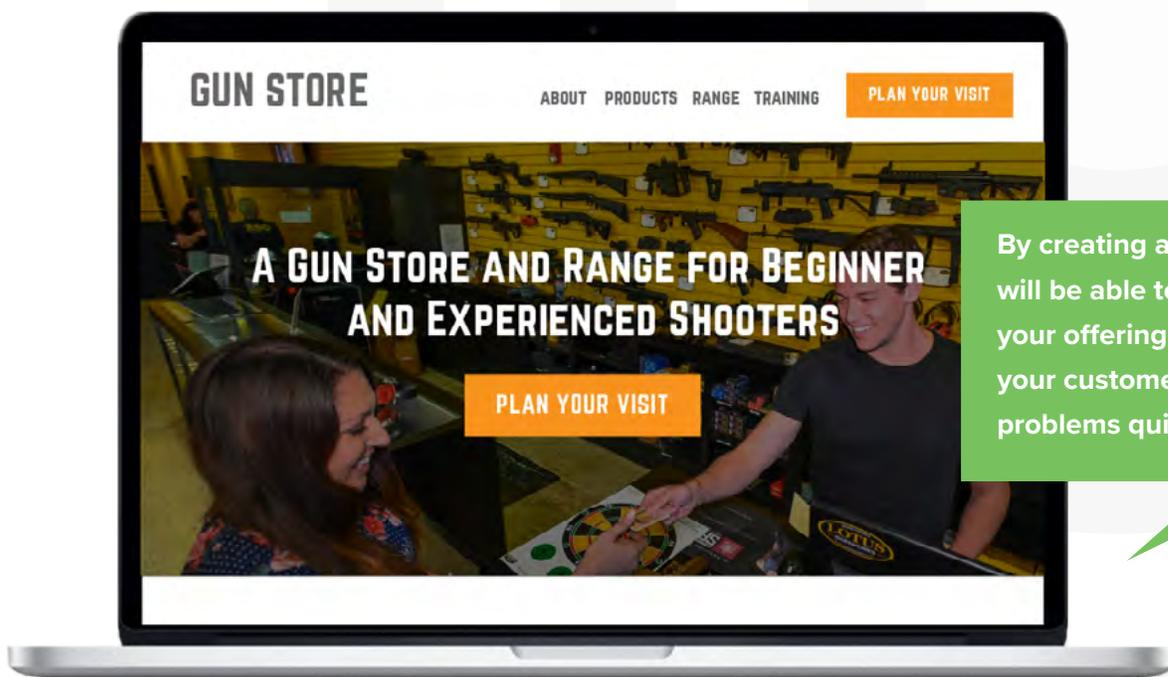 GUN STORE
ABOUT PRODUCTS RANGE TRAINING PLAN YOUR VISIT
A GUN STORE AND RANGE FOR BEGINNER
AND EXPERIENCED SHOOTERS
PLAN YOUR VISIT
LOTUS
By creating a
will be able t
your offering
your custome
problems qui